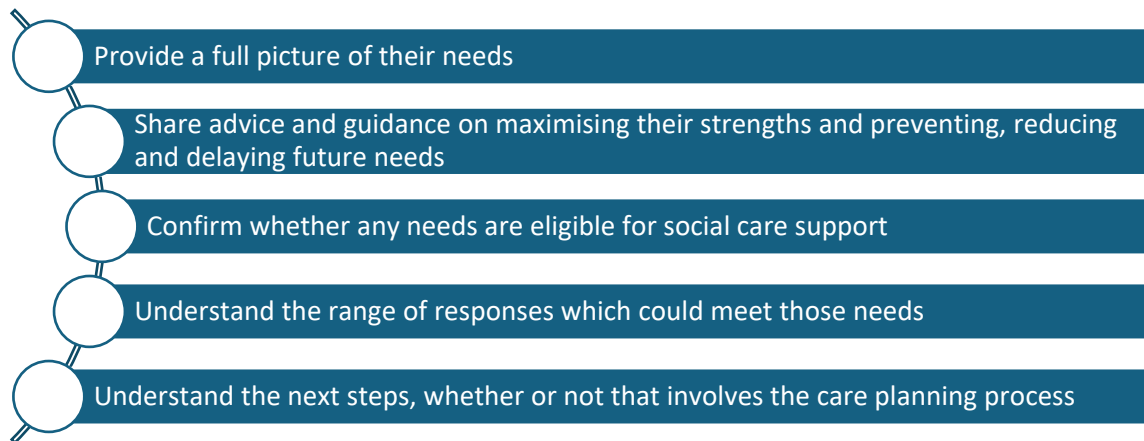 Provide a full picture of their needs
Share advice and guidance on maximising their strengths and preventing, reducing
and delaying future needs
Confirm whether any needs are eligible for social care support
Understand the range of responses which could meet those needs
Understand the next steps, whether or not that involves the care planning process